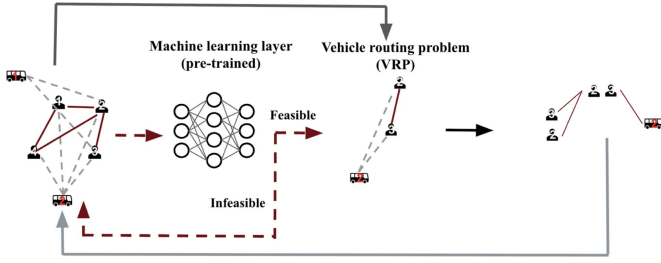 Machine learning layer
(pre-trained)
Vehicle routing problem
(VRP)
Feasible
Infeasible